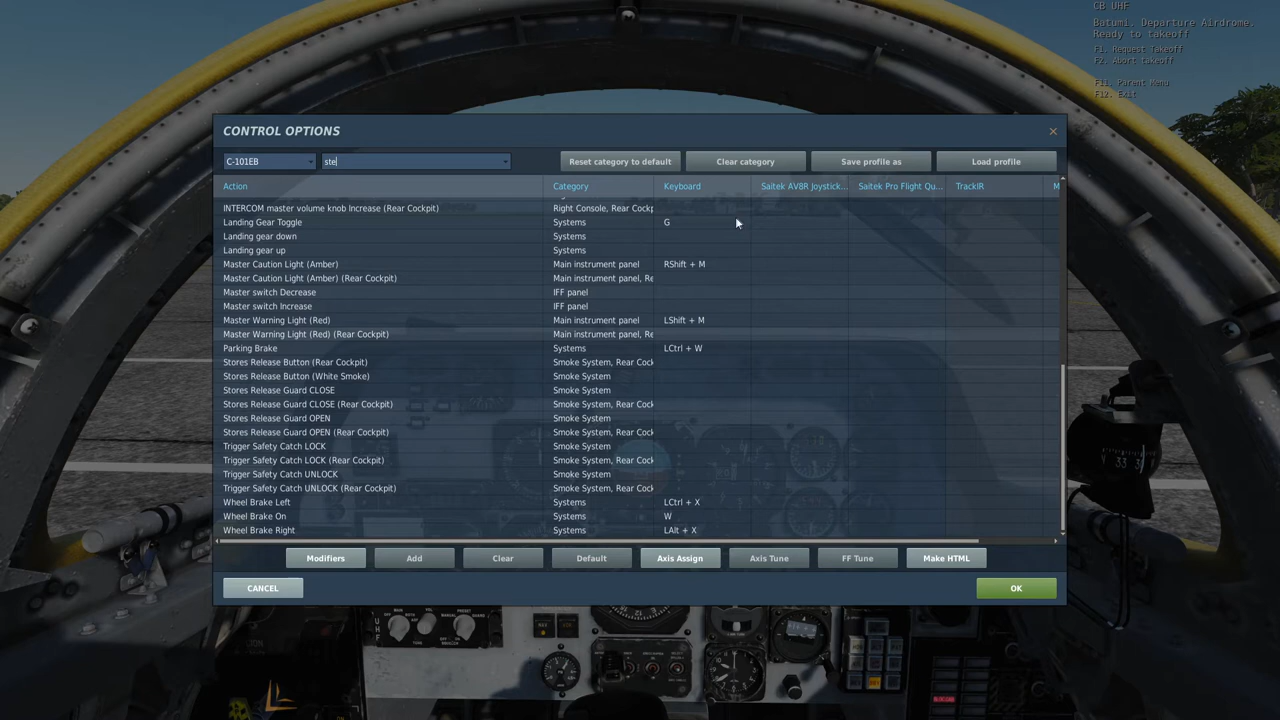 CB UHF
Batumi. Departure Airdrome.
Ready to takeoff
F1. Request Takeoff
F2. Abort takeoff
F11. Parent Menu
F12. Exit
CONTROL OPTIONS
C-101EB ste Reset category to default Clear category Save profile as Load profile
Action Category Keyboard Saitek AV8R Joystick... Saitek Pro Flight Qu... TrackIR M
INTERCOM master volume knob Increase (Rear Cockpit) Right Console, Rear Cockp
Landing Gear Toggle Systems G
Landing gear down Systems
Landing gear up Systems
Master Caution Light (Amber) Main instrument panel RShift + M
Master Caution Light (Amber) (Rear Cockpit) Main instrument panel, Re
Master switch Decrease IFF panel
Master switch Increase IFF panel
Master Warning Light (Red) Main instrument panel LShift + M
Master Warning Light (Red) (Rear Cockpit) Main instrument panel, Re
Parking Brake Systems LCtrl + W
Stores Release Button (Rear Cockpit) Smoke System, Rear Cock
Stores Release Button (White Smoke) Smoke System
Stores Release Guard CLOSE Smoke System
Stores Release Guard CLOSE (Rear Cockpit) Smoke System, Rear Cock
Stores Release Guard OPEN Smoke System
Stores Release Guard OPEN (Rear Cockpit) Smoke System, Rear Cock
Trigger Safety Catch LOCK Smoke System
Trigger Safety Catch LOCK (Rear Cockpit) Smoke System, Rear Cock
Trigger Safety Catch UNLOCK Smoke System
Trigger Safety Catch UNLOCK (Rear Cockpit) Smoke System, Rear Cock
Wheel Brake Left Systems LCtrl + X
Wheel Brake On Systems W
Wheel Brake Right Systems LAlt + X
Modifiers Add Clear Default Axis Assign Axis Tune FF Tune Make HTML
CANCEL OK
33